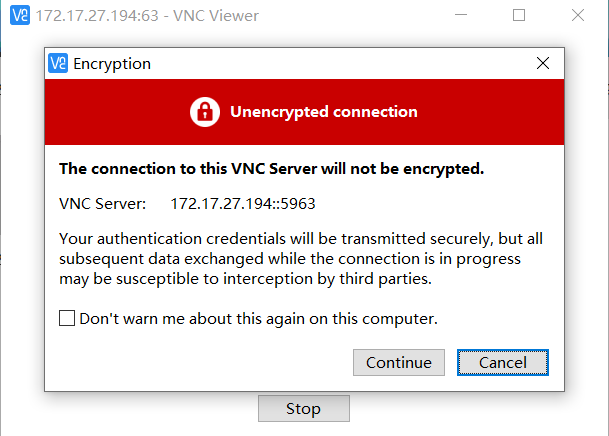 172.17.27.194:63 - VNC Viewer
Encryption
Unencrypted connection
The connection to this VNC Server will not be encrypted.
VNC Server: 172.17.27.194::5963
Your authentication credentials will be transmitted securely, but all
subsequent data exchanged while the connection is in progress
may be susceptible to interception by third parties.
Don't warn me about this again on this computer.
Continue Cancel
Stop